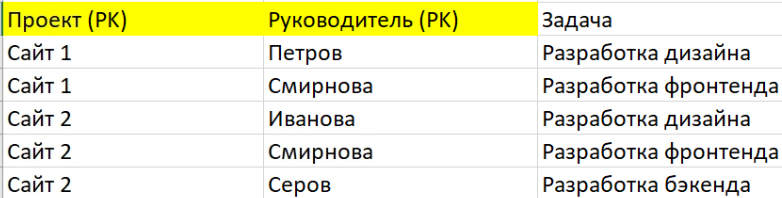 Проект (PK) Руководитель (PK) Задача
Сайт 1 Петров Разработка дизайна
Сайт 1 Смирнова Разработка фронтенда
Сайт 2 Иванова Разработка дизайна
Сайт 2 Смирнова Разработка фронтенда
Сайт 2 Серов Разработка бэкенда